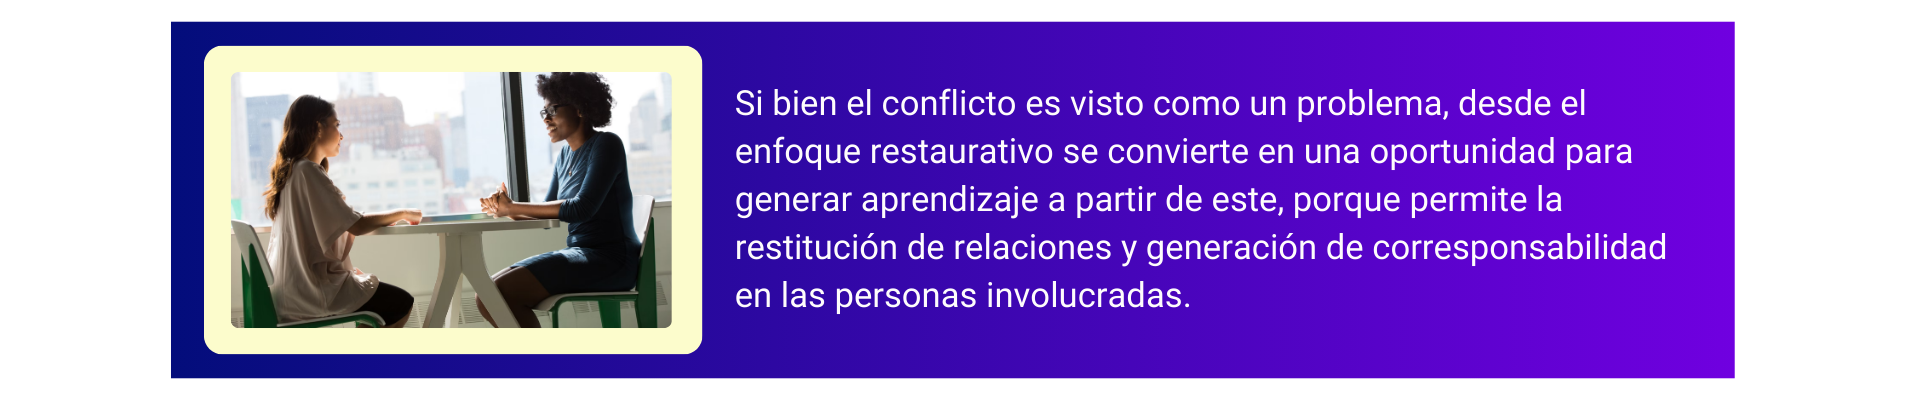 Si bien el conflicto es visto como un problema, desde el
enfoque restaurativo se convierte en una oportunidad para
generar aprendizaje a partir de este, porque permite la
restitución de relaciones y generación de corresponsabilidad
en las personas involucradas.